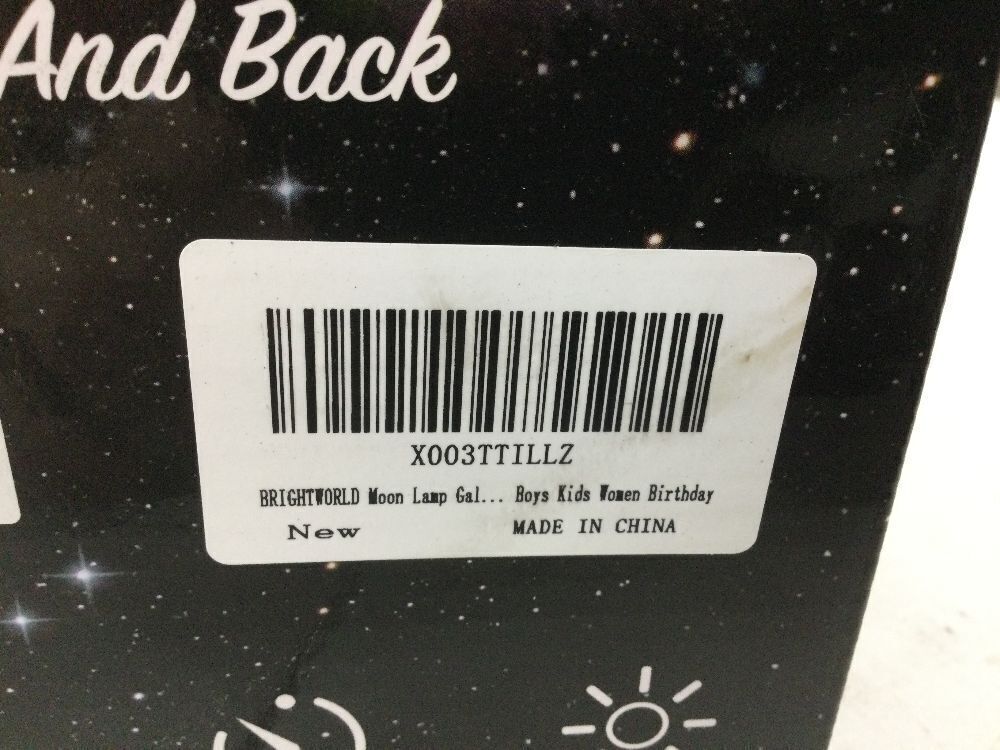 And Back
X003TTILLZ
BRIGHTWORLD Moon Lamp Gal... Boys Kids Women Birthday
New
MADE IN CHINA